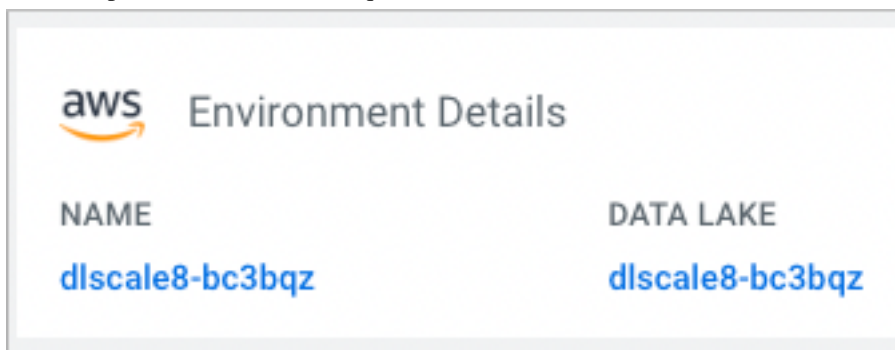 aws Environment Details
NAME DATA LAKE
dlscale8-bc3bqz dlscale8-bc3bqz